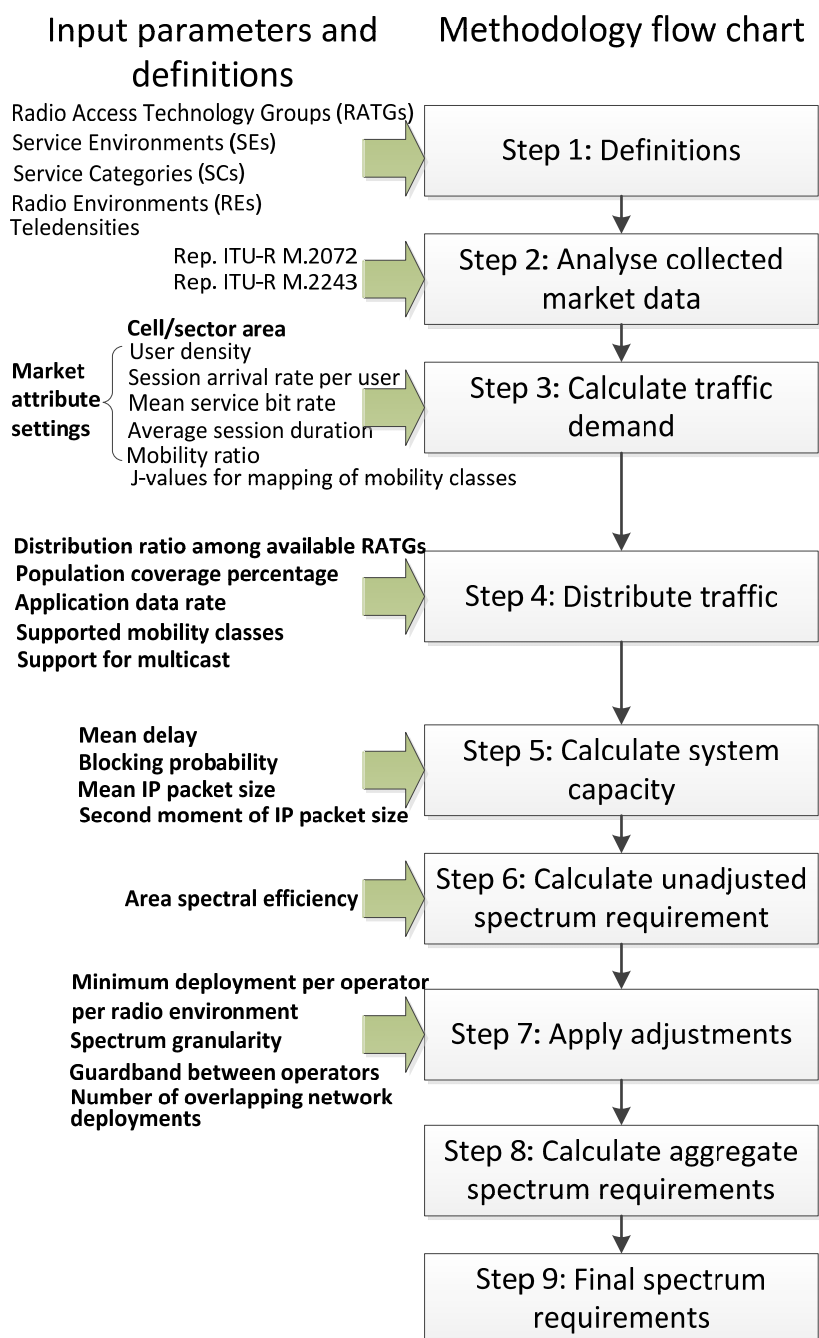 Input parameters and
definitions
Methodology flow chart
Radio Access Technology Groups (RATGs)
Service Environments (SEs)
Service Categories (SCs)
Radio Environments (REs)
Teledensities
Step 1: Definitions
Rep. ITU-R M.2072
Rep. ITU-R M.2243
Step 2: Analyse collected
market data
Cell/sector area
Market
attribute
settings
User density
Session arrival rate per user
Mean service bit rate
Average session duration
Mobility ratio
J-values for mapping of mobility classes
Step 3: Calculate traffic
demand
Distribution ratio among available RATGs
Population coverage percentage
Application data rate
Supported mobility classes
Support for multicast
Step 4: Distribute traffic
Mean delay
Blocking probability
Mean IP packet size
Second moment of IP packet size
Step 5: Calculate system
capacity
Area spectral efficiency
Step 6: Calculate unadjusted
spectrum requirement
Minimum deployment per operator
per radio environment
Spectrum granularity
Guardband between operators
Number of overlapping network
deployments
Step 7: Apply adjustments
Step 8: Calculate aggregate
spectrum requirements
Step 9: Final spectrum
requirements